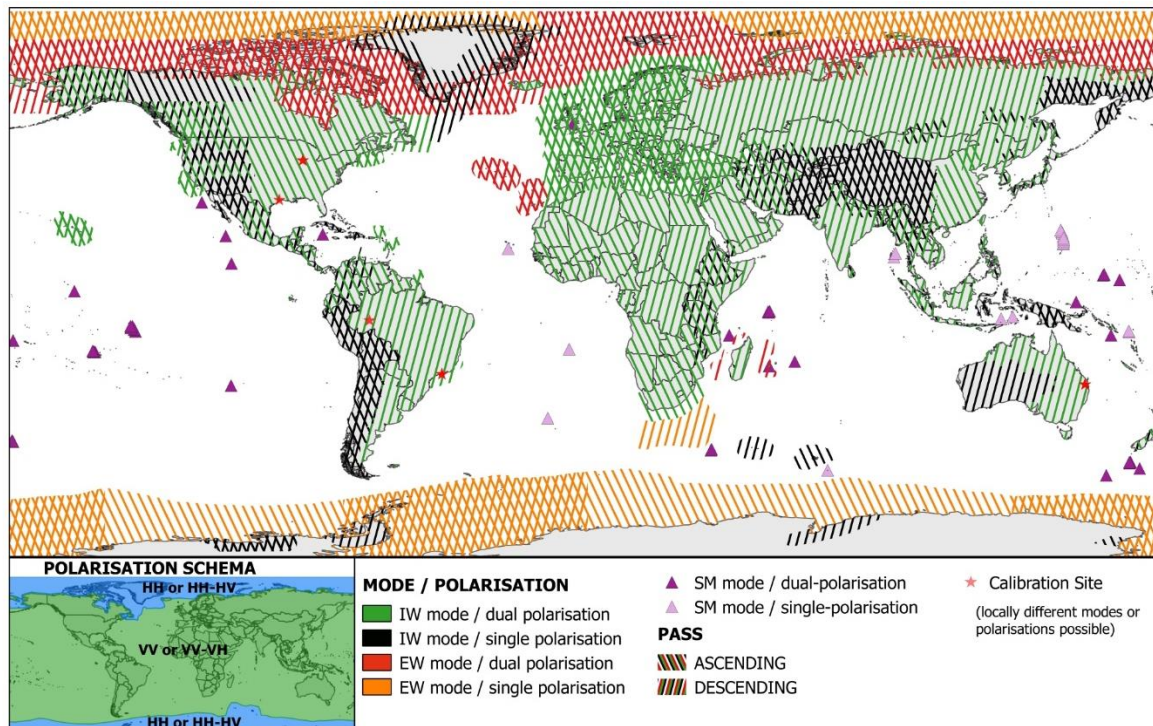 POLARISATION SCHEMA
HH or HH-HV
VV or VV-VH
HH or HH-HV
MODE / POLARISATION
IW mode / dual polarisation
IW mode / single polarisation
EW mode / dual polarisation
EW mode / single polarisation
SM mode / dual-polarisation
SM mode / single-polarisation
PASS
ASCENDING
DESCENDING
Calibration Site
(locally different modes or
polarisations possible)